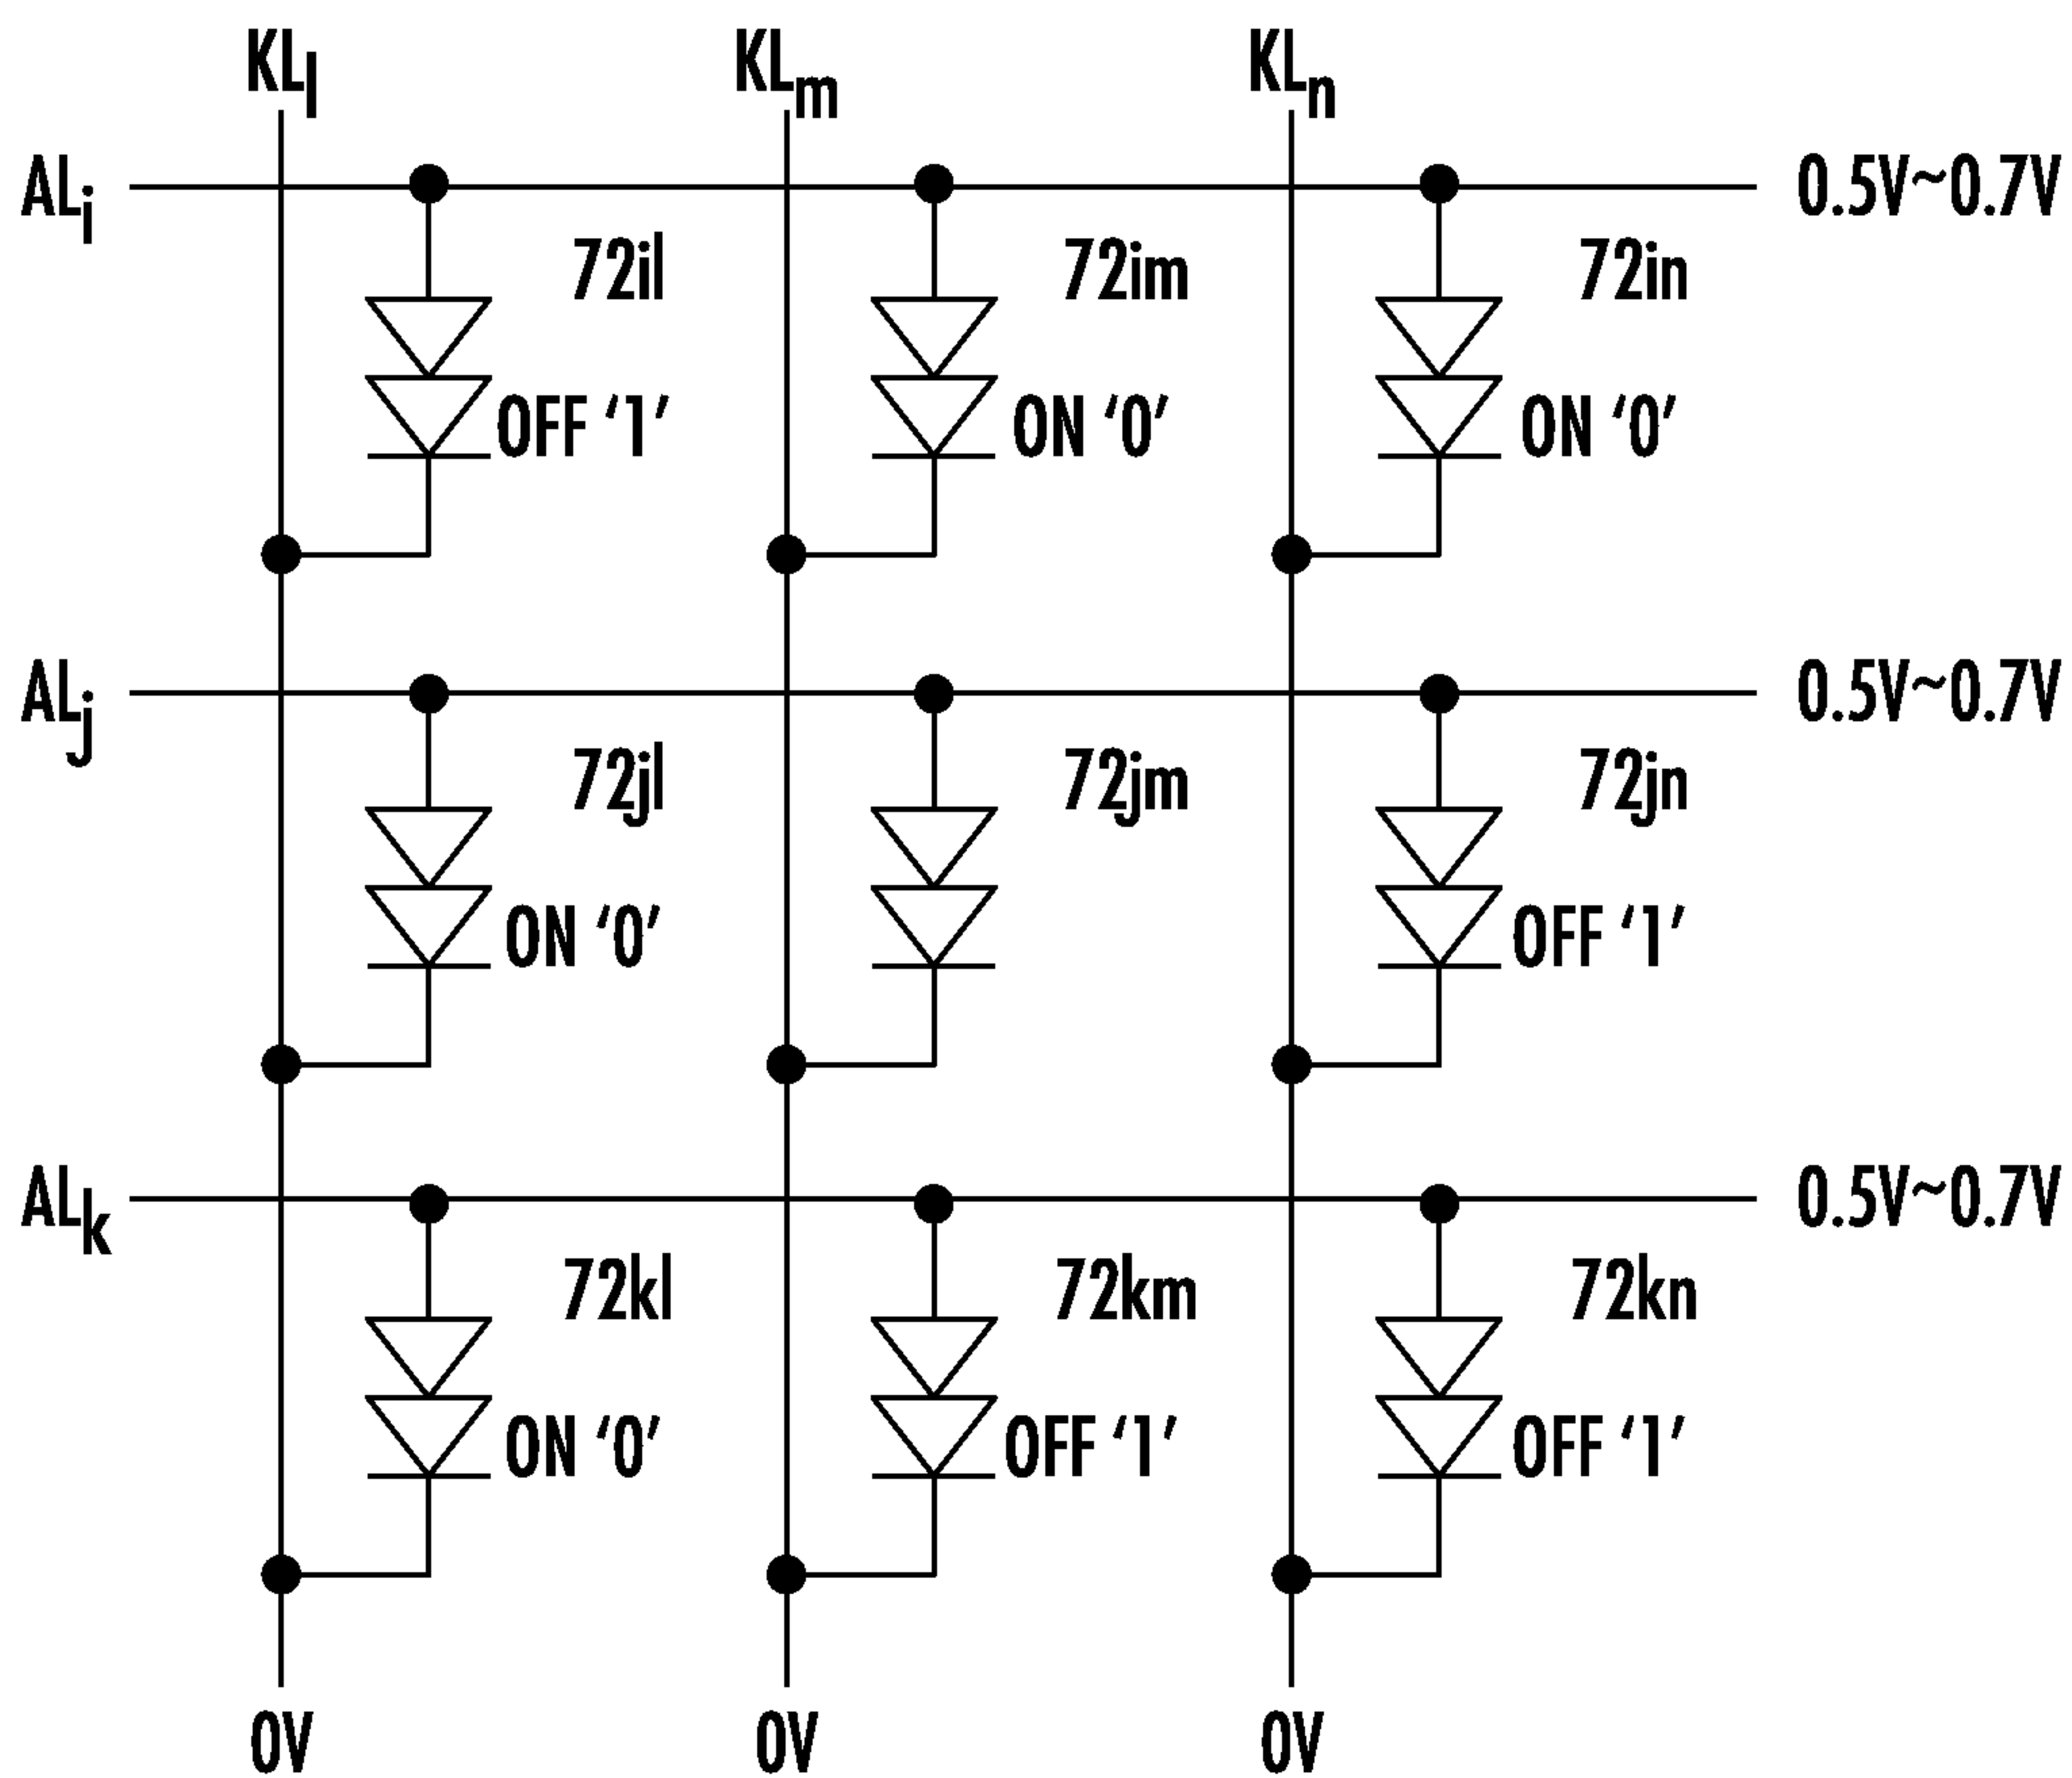 KLl KLm KLn
ALi 0.5V~0.7V
72il 72im 72in
OFF ‘1’ ON ‘0’ ON ‘0’
ALj 0.5V~0.7V
72jl 72jm 72jn
ON ‘0’ OFF ‘1’
ALk 0.5V~0.7V
72kl 72km 72kn
ON ‘0’ OFF ‘1’ OFF ‘1’
0V 0V 0V